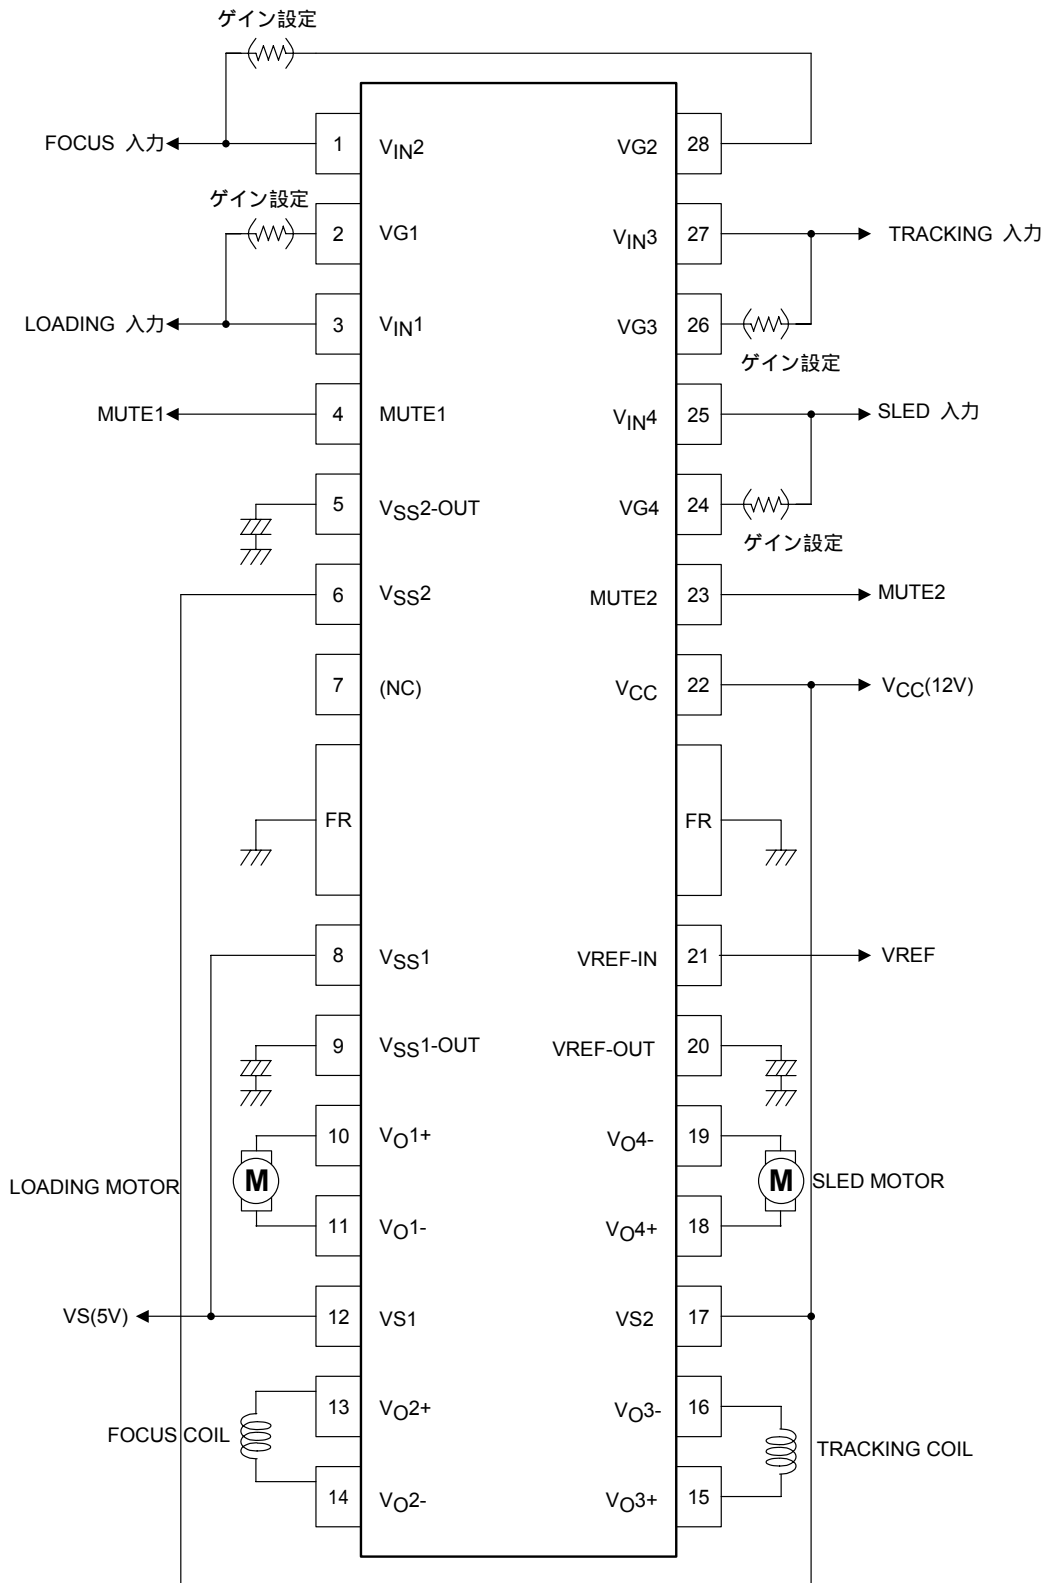 ゲイン設定
FOCUS 入力
1
VIN2
VG2
28
ゲイン設定
2
VG1
VIN3
27
TRACKING 入力
LOADING 入力
3
VIN1
VG3
26
ゲイン設定
MUTE1
4
MUTE1
VIN4
25
SLED 入力
5
VSS2-OUT
VG4
24
ゲイン設定
6
VSS2
MUTE2
23
MUTE2
7
(NC)
VCC
22
VCC(12V)
FR
FR
8
VSS1
VREF-IN
21
VREF
9
VSS1-OUT
VREF-OUT
20
10
VO1+
VO4-
19
LOADING MOTOR
M
M
SLED MOTOR
11
VO1-
VO4+
18
VS(5V)
12
VS1
VS2
17
13
VO2+
VO3-
16
FOCUS COIL
TRACKING COIL
14
VO2-
VO3+
15